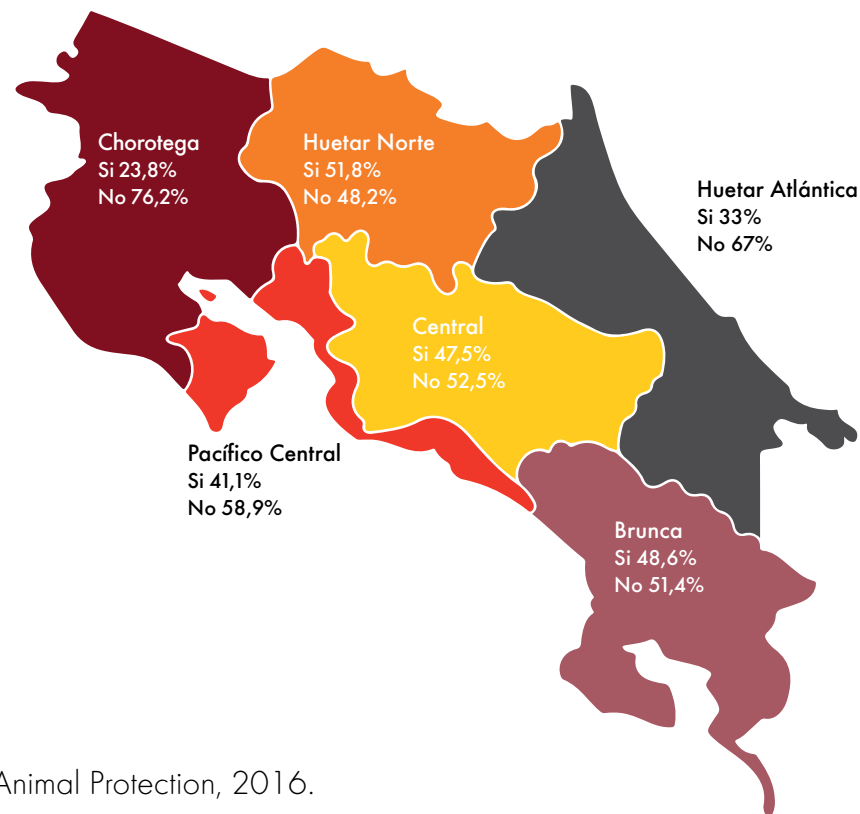 Chorotega
Si 23,8%
No 76,2%
Huetar Norte
Si 51,8%
No 48,2%
Huetar Atlántica
Si 33%
No 67%
Central
Si 47,5%
No 52,5%
Pacífico Central
Si 41,1%
No 58,9%
Brunca
Si 48,6%
No 51,4%
Animal Protection, 2016.